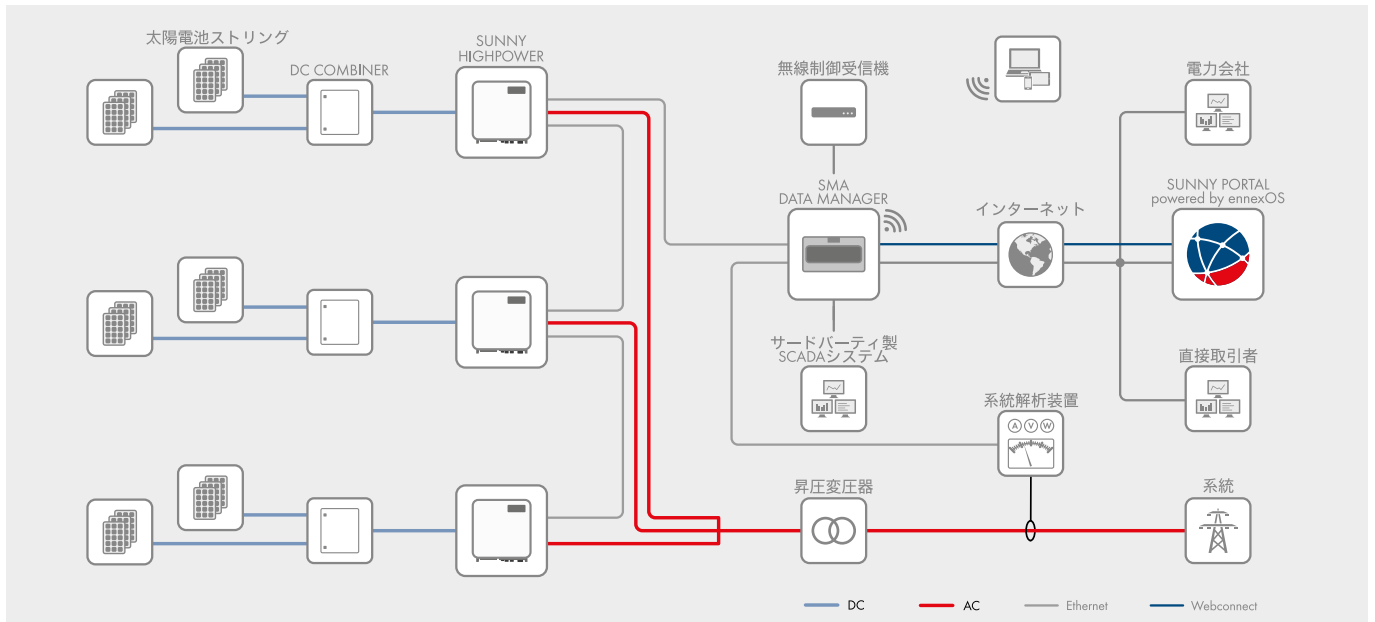 太陽電池ストリング
DC COMBINER
SUNNY
HIGHPOWER
無線制御受信機
電力会社
SMA
DATA MANAGER
インターネット
SUNNY PORTAL
powered by ennexOS
サードパーティ製
SCADAシステム
直接取引者
系統解析装置
A V W
昇圧変圧器
系統
DC
AC
Ethernet
Webconnect